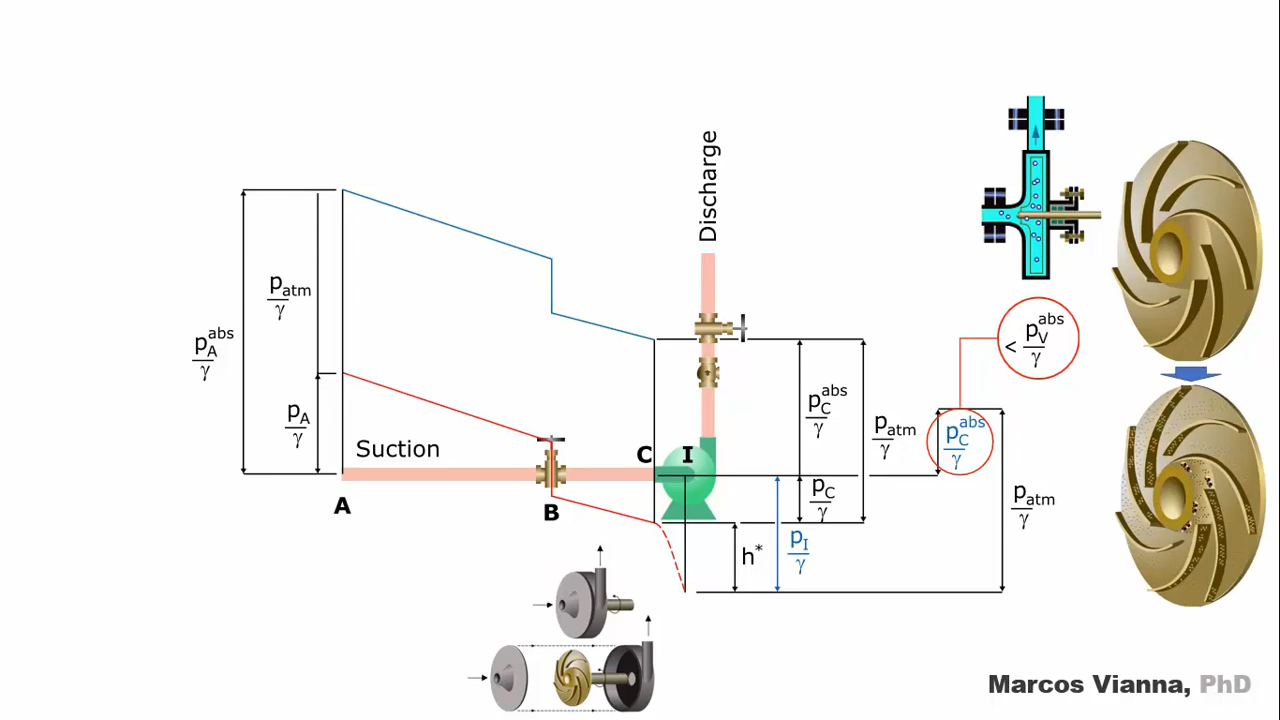 Discharge
p_atm/γ
p_A^abs/γ
p_A/γ
Suction
A
B
C
I
p_C^abs/γ
p_atm/γ
p_C/γ
h*
p_I/γ
< p_V^abs/γ
p_C^abs/γ
p_atm/γ
Marcos Vianna, PhD